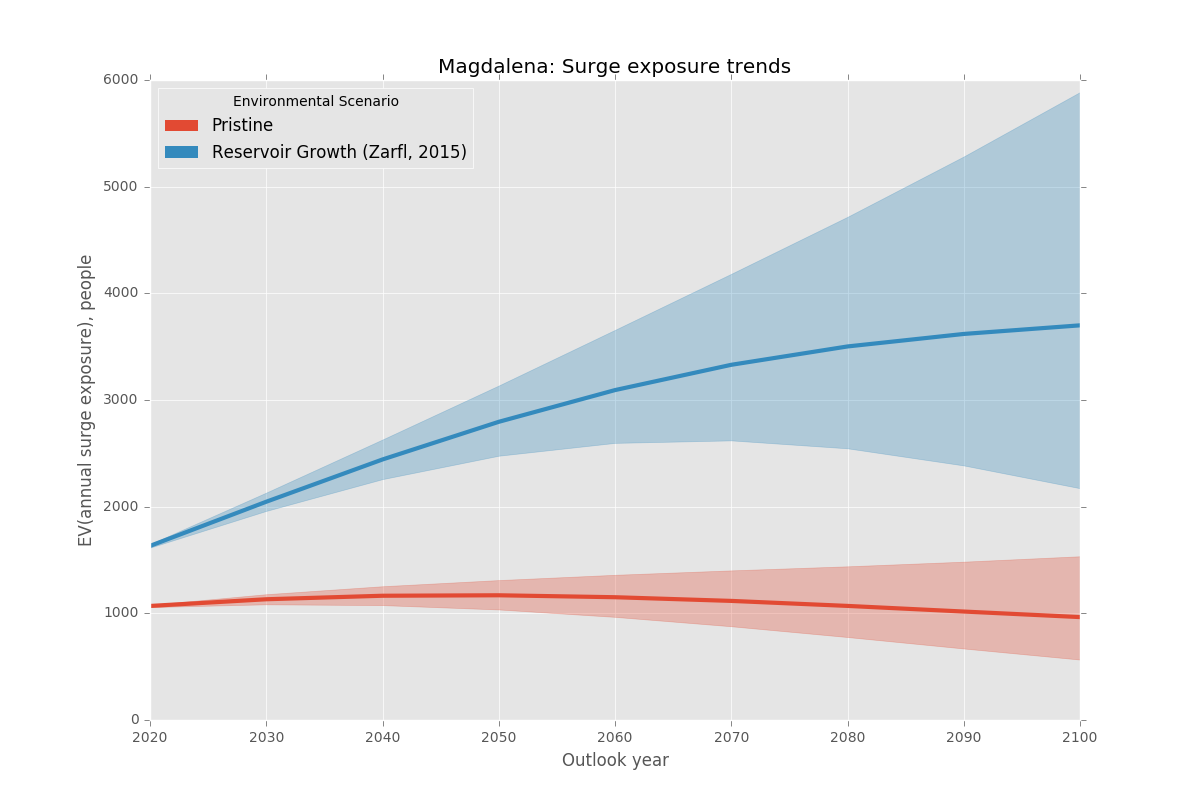 Magdalena: Surge exposure trends
Environmental Scenario
Pristine
Reservoir Growth (Zarfl, 2015)
EV(annual surge exposure), people
6000
5000
4000
3000
2000
1000
0
2020 2030 2040 2050 2060 2070 2080 2090 2100
Outlook year